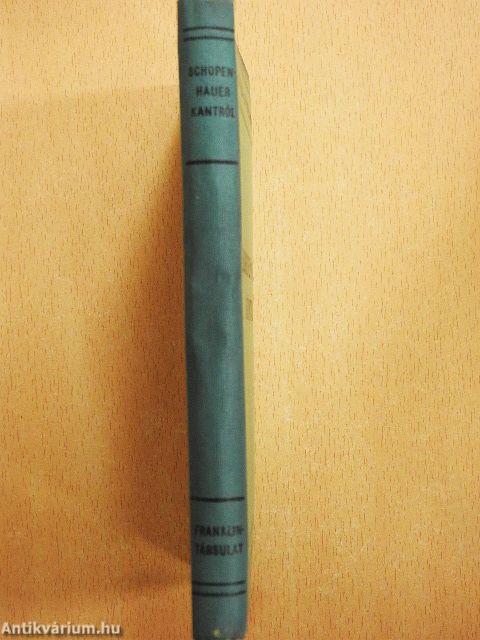 SCHOPEN-
HAUER
KANTRÓL
FRANKLIN-
TÁRSULAT
Antikvárium.hu